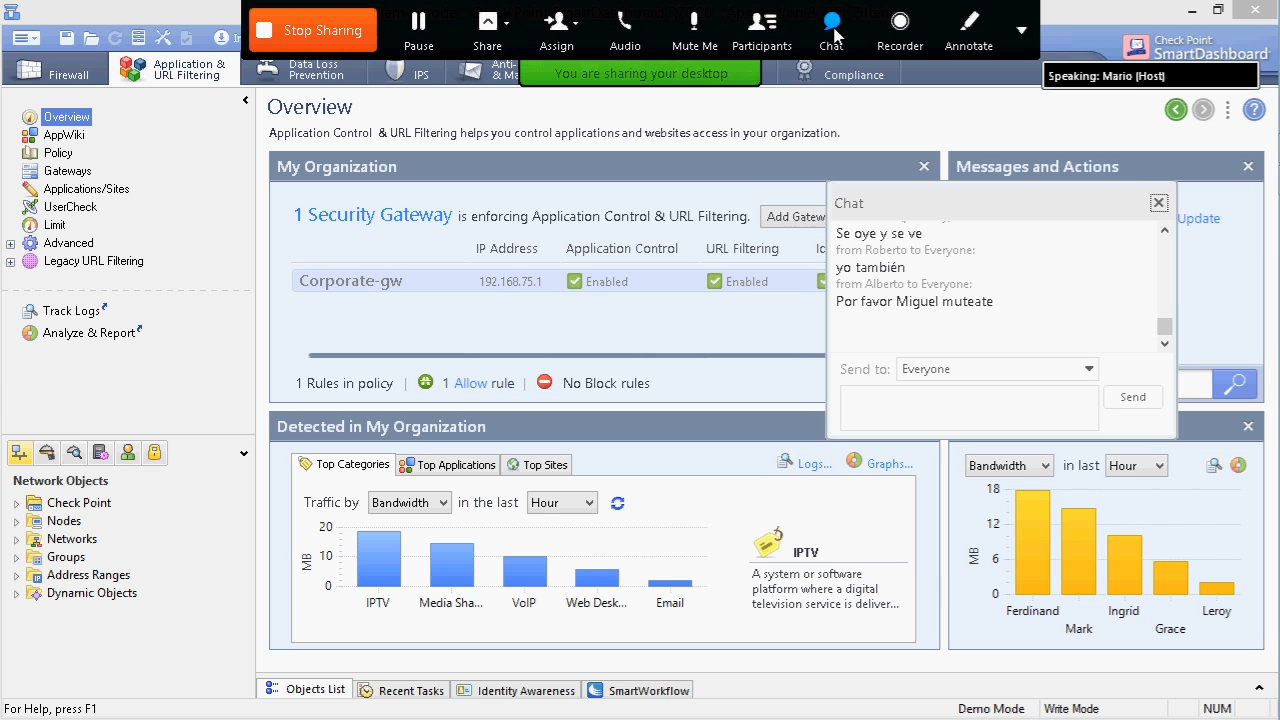 Stop Sharing
Pause
Share
Assign
Audio
Mute Me
Participants
Chat
Recorder
Annotate
You are sharing your desktop
Speaking: Mario (Host)
Check Point
SmartDashboard
Firewall
Application &
URL Filtering
Data Loss
Prevention
IPS
Anti-
& Ma
Compliance
Overview
AppWiki
Policy
Gateways
Applications/Sites
UserCheck
Limit
Advanced
Legacy URL Filtering
Track Logs
Analyze & Report
Network Objects
Check Point
Nodes
Networks
Groups
Address Ranges
Dynamic Objects
Overview
Application Control & URL Filtering helps you control applications and websites access in your organization.
My Organization
1 Security Gateway is enforcing Application Control & URL Filtering.
Add Gatew
IP Address Application Control URL Filtering Id
Corporate-gw 192.168.75.1 Enabled Enabled
1 Rules in policy | 1 Allow rule | No Block rules
Messages and Actions
Update
Chat
Se oye y se ve
from Roberto to Everyone:
yo también
from Alberto to Everyone:
Por favor Miguel muteate
Send to: Everyone
Send
Detected in My Organization
Top Categories Top Applications Top Sites
Logs... Graphs...
Traffic by Bandwidth in the last Hour
20
10
0
MB
IPTV Media Sha... VoIP Web Desk... Email
IPTV
A system or software
platform where a digital
television service is deliver...
Bandwidth in last Hour
18
12
6
0
MB
Ferdinand Mark Ingrid Grace Leroy
Objects List Recent Tasks Identity Awareness SmartWorkflow
For Help, press F1
Demo Mode Write Mode NUM